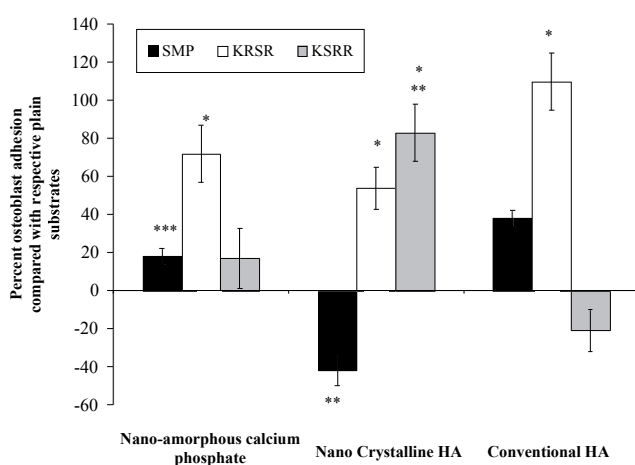 140
120
100
80
60
40
20
0
-20
-40
-60
Percent osteoblast adhesion
compared with respective plain
substrates
SMP KRSR KSRR
***
*
**
*
*
**
*
Nano-amorphous calcium
phosphate
Nano Crystalline HA
Conventional HA